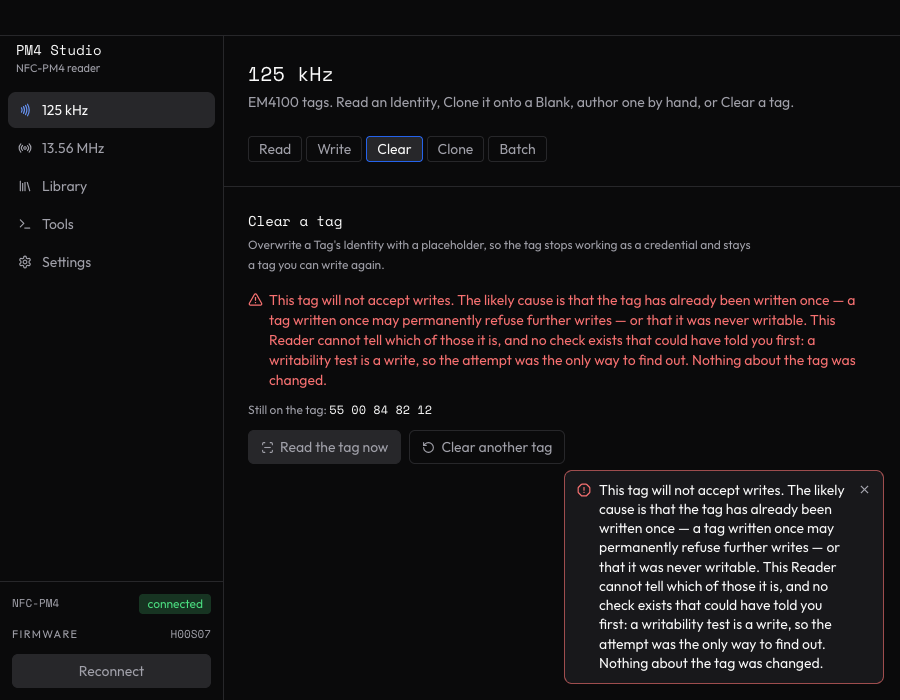 PM4 Studio
NFC-PM4 reader
125 kHz
13.56 MHz
Library
Tools
Settings
NFC-PM4
connected
FIRMWARE
H00S07
Reconnect
125 kHz
EM4100 tags. Read an Identity, Clone it onto a Blank, author one by hand, or Clear a tag.
Read
Write
Clear
Clone
Batch
Clear a tag
Overwrite a Tag's Identity with a placeholder, so the tag stops working as a credential and stays
a tag you can write again.
This tag will not accept writes. The likely cause is that the tag has already been written once — a
tag written once may permanently refuse further writes — or that it was never writable. This
Reader cannot tell which of those it is, and no check exists that could have told you first: a
writability test is a write, so the attempt was the only way to find out. Nothing about the tag was
changed.
Still on the tag: 55 00 84 82 12
Read the tag now
Clear another tag
This tag will not accept writes. The likely
cause is that the tag has already been
written once — a tag written once may
permanently refuse further writes — or
that it was never writable. This Reader
cannot tell which of those it is, and no
check exists that could have told you
first: a writability test is a write, so the
attempt was the only way to find out.
Nothing about the tag was changed.